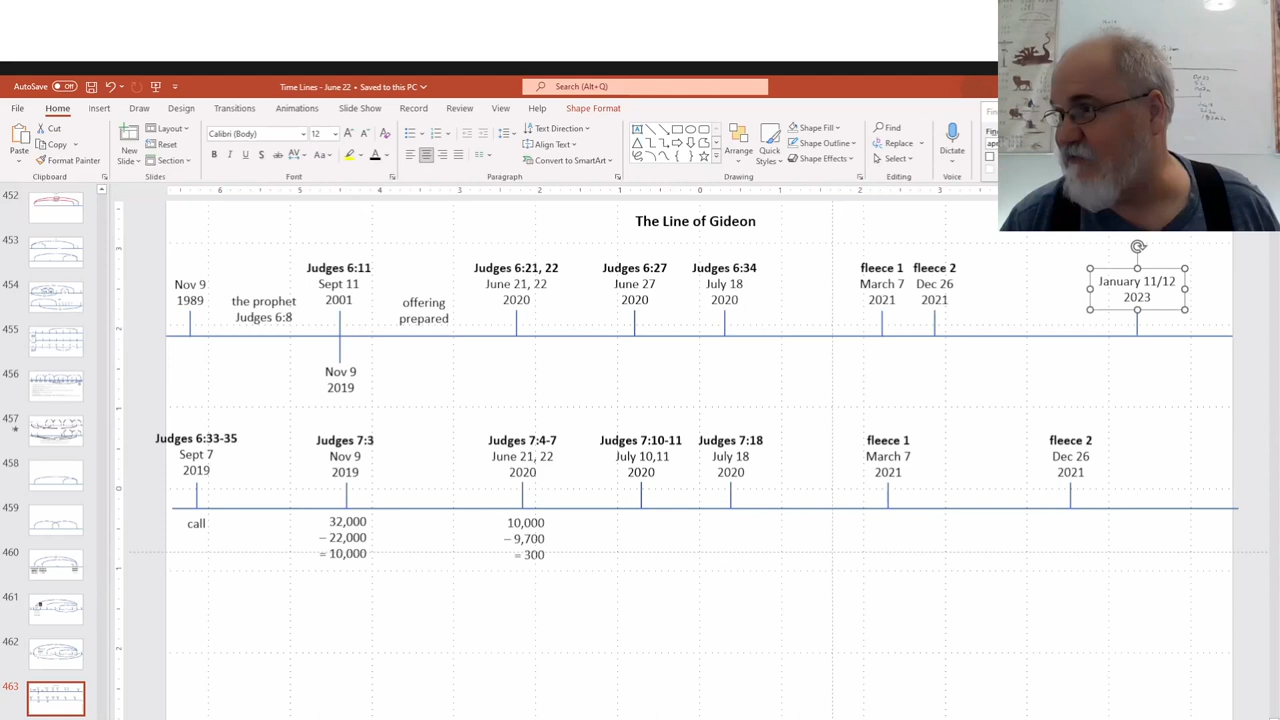 AutoSave Off
Time Lines - June 22 • Saved to this PC
Search (Alt+Q)
File Home Insert Draw Design Transitions Animations Slide Show Record Review View Help Shape Format
Paste
Cut
Copy
Format Painter
Clipboard
New
Slide
Layout
Reset
Section
Slides
Calibri (Body) 12
Font
Text Direction
Align Text
Convert to SmartArt
Paragraph
Arrange
Quick
Styles
Shape Fill
Shape Outline
Shape Effects
Drawing
Find
Replace
Select
Editing
Dictate
Voice
452
453
454
455
456
457
458
459
460
461
462
463
The Line of Gideon
Nov 9
1989
the prophet
Judges 6:8
Judges 6:11
Sept 11
2001
offering
prepared
Judges 6:21, 22
June 21, 22
2020
Judges 6:27
June 27
2020
Judges 6:34
July 18
2020
fleece 1
March 7
2021
fleece 2
Dec 26
2021
January 11/12
2023
Nov 9
2019
Judges 6:33-35
Sept 7
2019
call
Judges 7:3
Nov 9
2019
32,000
– 22,000
= 10,000
Judges 7:4-7
June 21, 22
2020
10,000
– 9,700
= 300
Judges 7:10-11
July 10,11
2020
Judges 7:18
July 18
2020
fleece 1
March 7
2021
fleece 2
Dec 26
2021